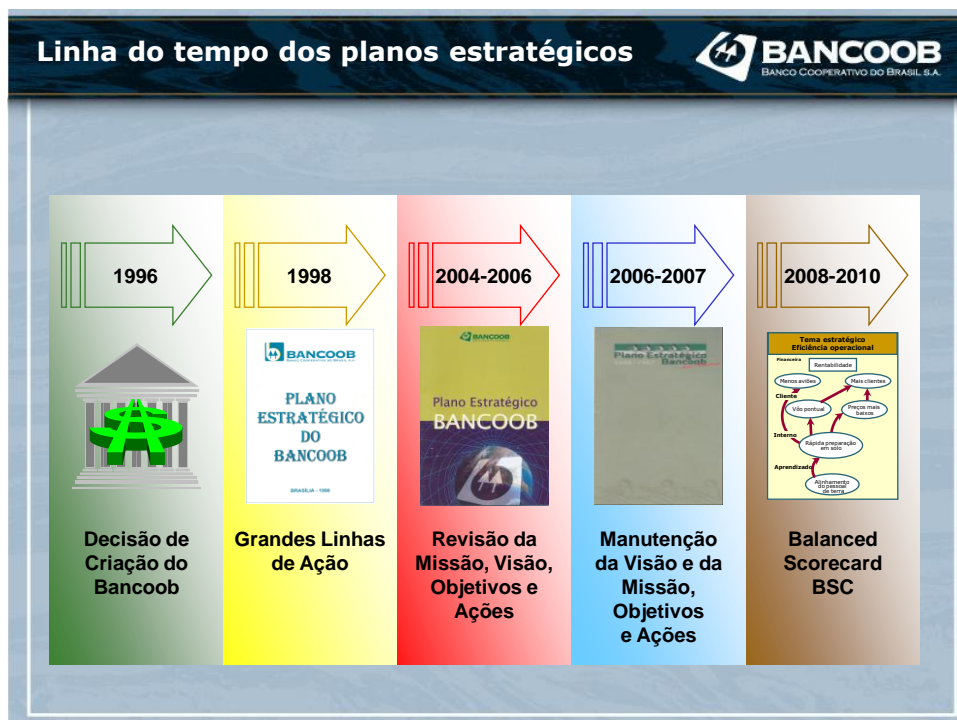 Linha do tempo dos planos estratégicos
BANCOOB
BANCO COOPERATIVO DO BRASIL S.A.
1996
1998
2004-2006
2006-2007
2008-2010
BANCOOB
PLANO
ESTRATÉGICO
DO
BANCOOB
BRASÍLIA - 1998
BANCOOB
Plano Estratégico
BANCOOB
Plano Estratégico
Bancoob
Tema estratégico
Eficiência operacional
Financeira
Rentabilidade
Menos aviões
Mais clientes
Cliente
Vôo pontual
Preços mais
baixos
Interno
Rápida preparação
em solo
Aprendizado
Alinhamento
do pessoal
de terra
Decisão de
Criação do
Bancoob
Grandes Linhas
de Ação
Revisão da
Missão, Visão,
Objetivos e
Ações
Manutenção
da Visão e da
Missão,
Objetivos
e Ações
Balanced
Scorecard
BSC